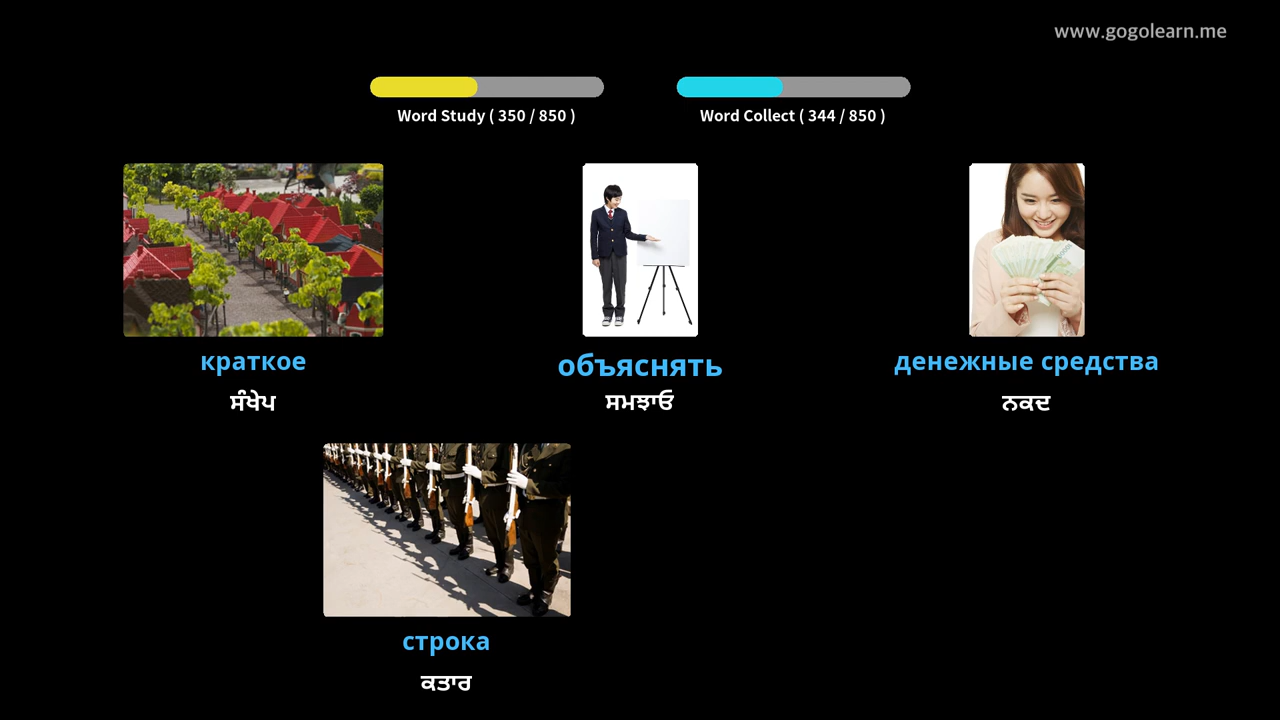 www.gogolearn.me
Word Study ( 350 / 850 )
Word Collect ( 344 / 850 )
краткое
объяснять
денежные средства
ਸੰਖੇਪ
ਸਮਝਾਓ
ਨਕਦ
строка
ਕਤਾਰ